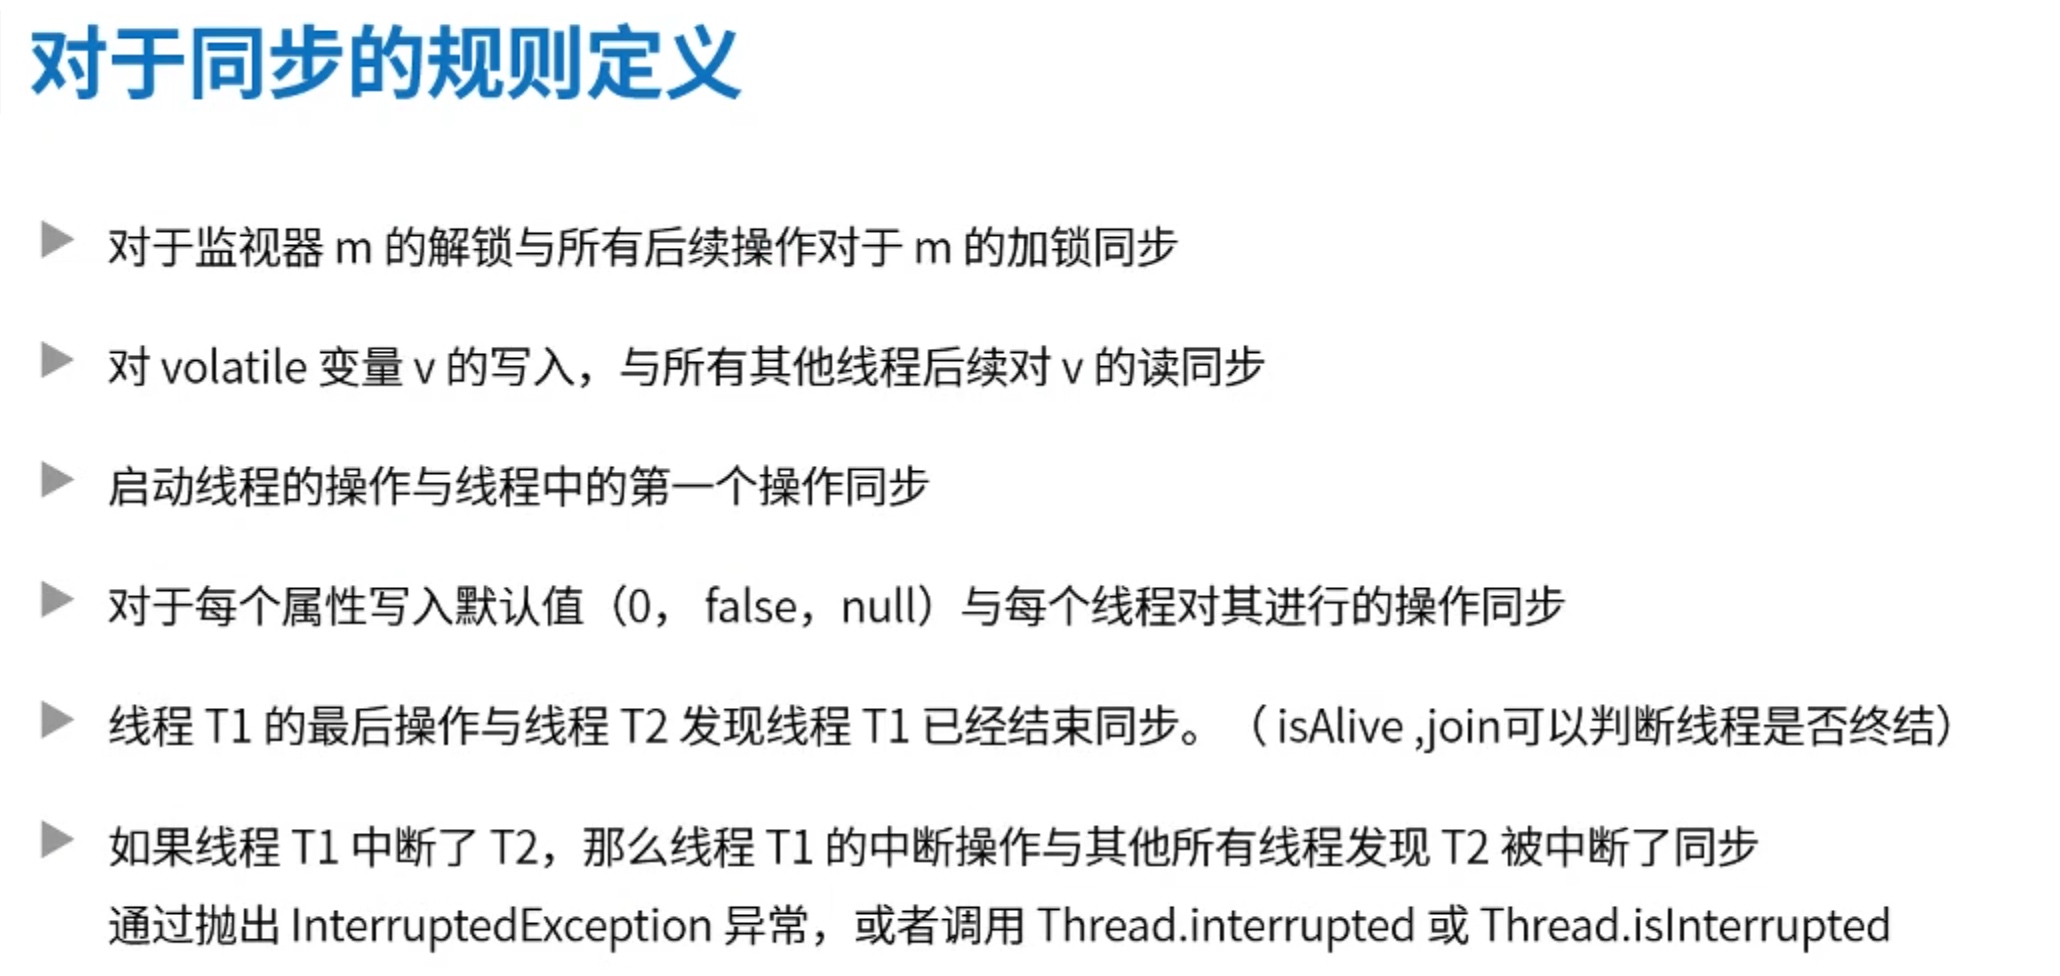 对于同步的规则定义
对于监视器 m 的解锁与所有后续操作对于 m 的加锁同步
对 volatile 变量 v 的写入，与所有其他线程后续对 v 的读同步
启动线程的操作与线程中的第一个操作同步
对于每个属性写入默认值（0， false，null）与每个线程对其进行的操作同步
线程 T1 的最后操作与线程 T2 发现线程 T1 已经结束同步。（ isAlive ,join可以判断线程是否终结）
如果线程 T1 中断了 T2，那么线程 T1 的中断操作与其他所有线程发现 T2 被中断了同步
通过抛出 InterruptedException 异常，或者调用 Thread.interrupted 或 Thread.isInterrupted